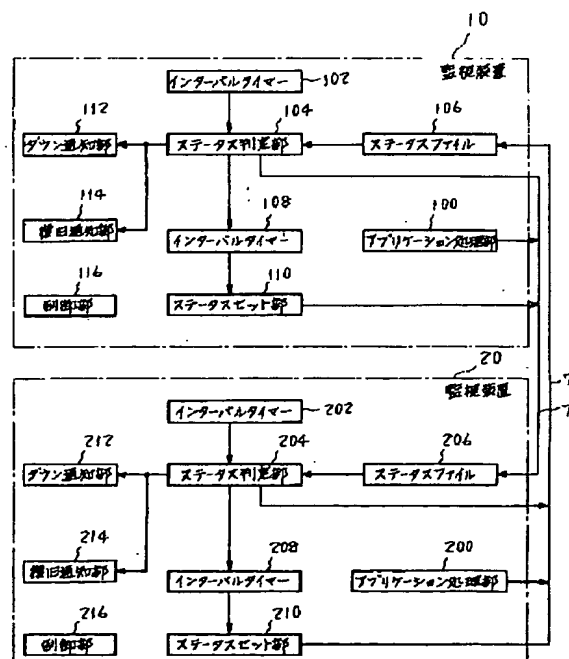 10
監視装置
インターバルタイマー
102
112
104
106
ダウン通知部
ステータス判定部
ステータスファイル
114
108
100
復旧通知部
インターバルタイマー
アプリケーション処理部
116
110
制御部
ステータスセット部
20
監視装置
7
7
インターバルタイマー
202
212
204
206
ダウン通知部
ステータス判定部
ステータスファイル
214
208
200
復旧通知部
インターバルタイマー
アプリケーション処理部
216
210
制御部
ステータスセット部